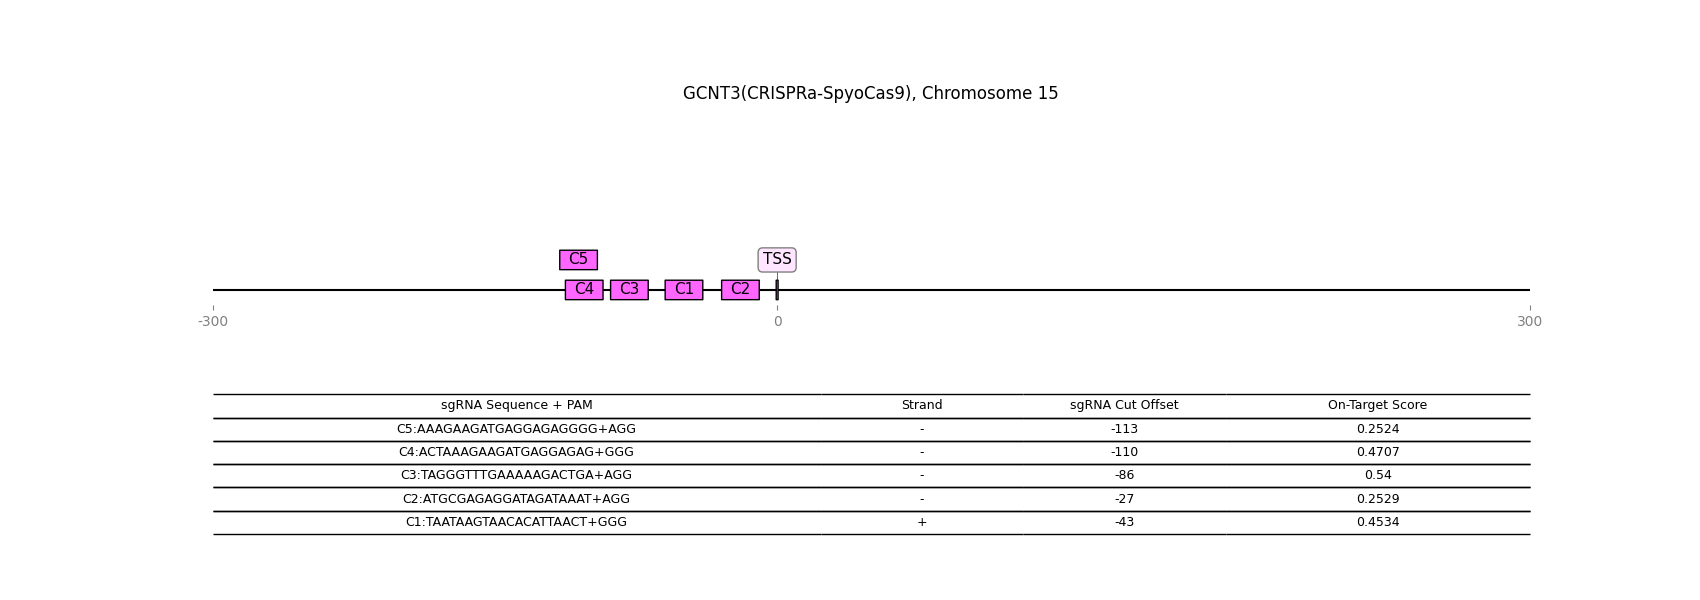 GCNT3(CRISPRa-SpyoCas9), Chromosome 15
C5 TSS
C4 C3 C1 C2
-300 0 300
sgRNA Sequence + PAM Strand sgRNA Cut Offset On-Target Score
C5:AAAGAAGATGAGGAGAGGGG+AGG - -113 0.2524
C4:ACTAAAGAAGATGAGGAGAG+GGG - -110 0.4707
C3:TAGGGTTTGAAAAAGACTGA+AGG - -86 0.54
C2:ATGCGAGAGGATAGATAAAT+AGG - -27 0.2529
C1:TAATAAGTAACACATTAACT+GGG + -43 0.4534